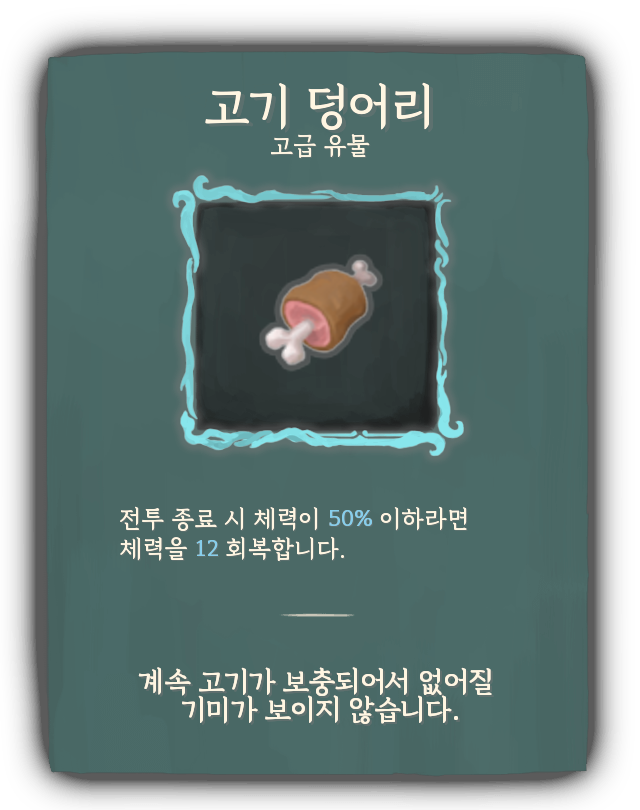 고기 덩어리
고급 유물
전투 종료 시 체력이 50% 이하라면
체력을 12 회복합니다.
계속 고기가 보충되어서 없어질
기미가 보이지 않습니다.